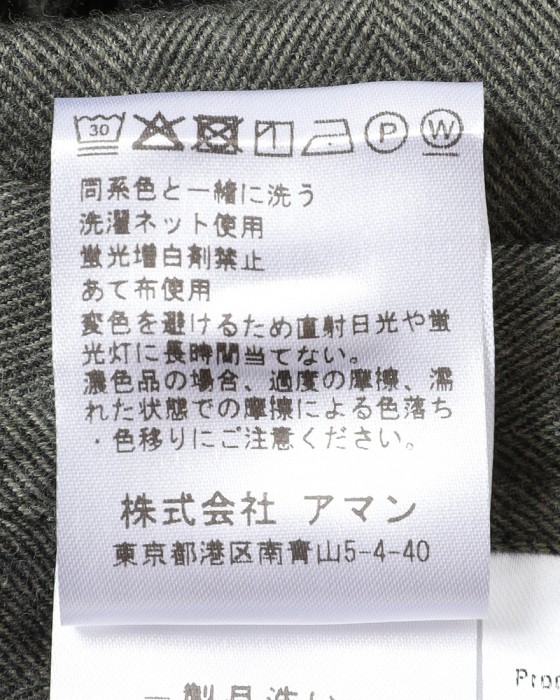 30 P W
同系色と一緒に洗う
洗濯ネット使用
蛍光増白剤禁止
あて布使用
変色を避けるため直射日光や蛍
光灯に長時間当てない。
濃色品の場合、過度の摩擦、濡
れた状態での摩擦による色落ち
・色移りにご注意ください。
株式会社 アマン
東京都港区南青山5-4-40